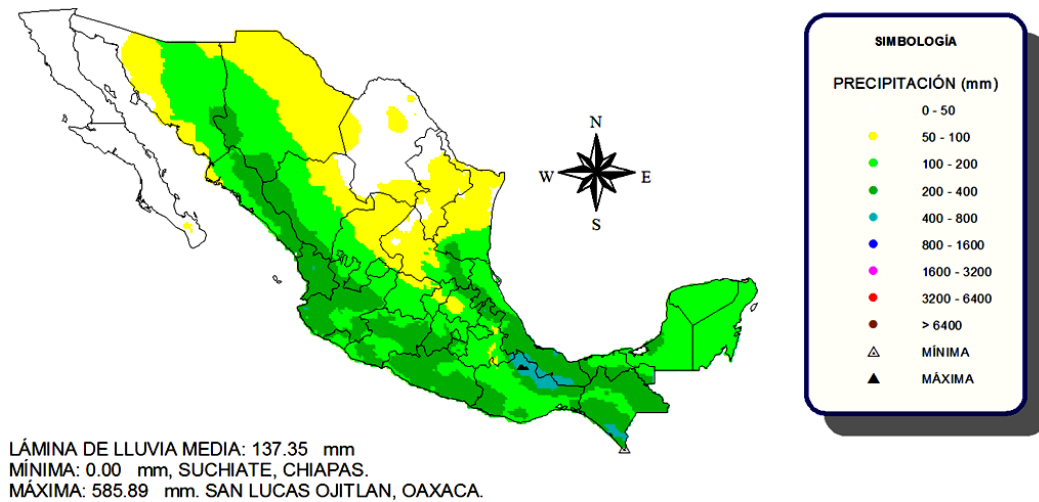 SIMBOLOGÍA
PRECIPITACIÓN (mm)
0 - 50
50 - 100
100 - 200
200 - 400
400 - 800
800 - 1600
1600 - 3200
3200 - 6400
> 6400
MÍNIMA
MÁXIMA
N
W E
S
LÁMINA DE LLUVIA MEDIA: 137.35 mm
MÍNIMA: 0.00 mm, SUCHIATE, CHIAPAS.
MÁXIMA: 585.89 mm. SAN LUCAS OJITLAN, OAXACA.